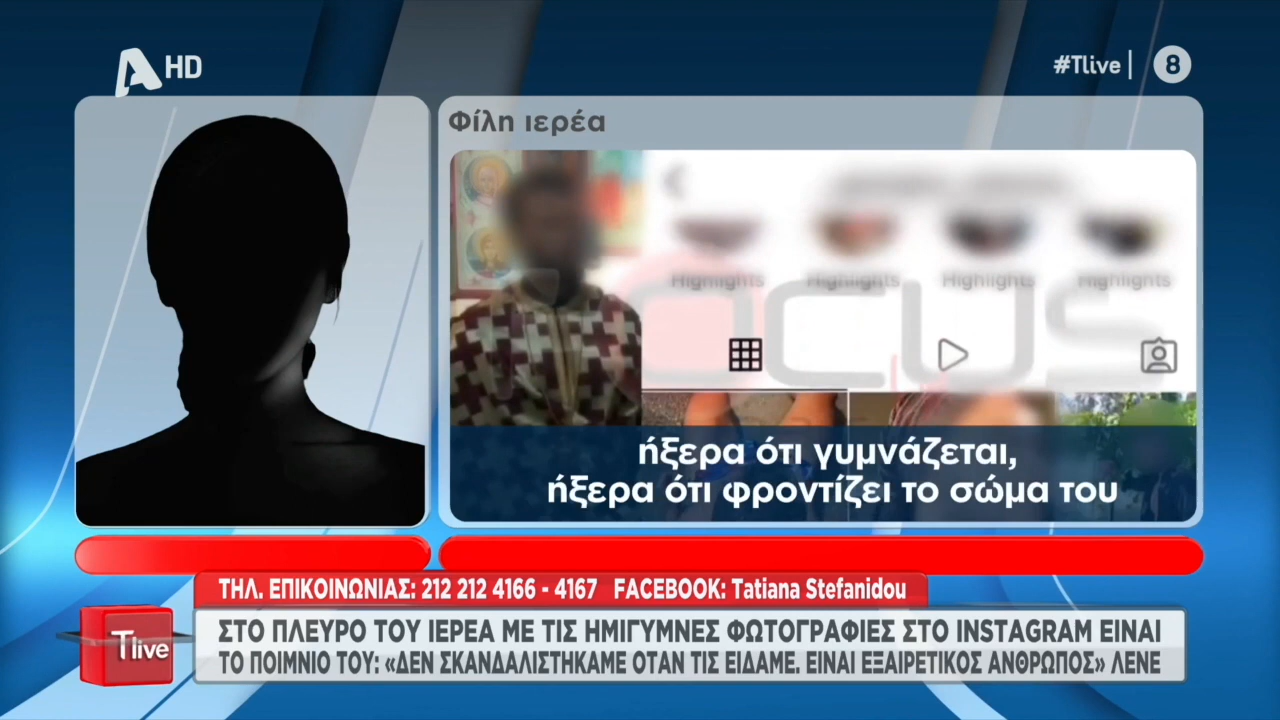 HD
#Tlive
8
Φίλη ιερέα
Highlights Highlights Highlights Highlights
ocus
ήξερα ότι γυμνάζεται,
ήξερα ότι φροντίζει το σώμα του
ΤΗΛ. ΕΠΙΚΟΙΝΩΝΙΑΣ: 212 212 4166 - 4167 FACEBOOK: Tatiana Stefanidou
Tlive
ΣΤΟ ΠΛΕΥΡΟ ΤΟΥ ΙΕΡΕΑ ΜΕ ΤΙΣ ΗΜΙΓΥΜΝΕΣ ΦΩΤΟΓΡΑΦΙΕΣ ΣΤΟ INSTAGRAM ΕΙΝΑΙ
ΤΟ ΠΟΙΜΝΙΟ ΤΟΥ: «ΔΕΝ ΣΚΑΝΔΑΛΙΣΤΗΚΑΜΕ ΟΤΑΝ ΤΙΣ ΕΙΔΑΜΕ. ΕΙΝΑΙ ΕΞΑΙΡΕΤΙΚΟΣ ΑΝΘΡΩΠΟΣ» ΛΕΝΕ